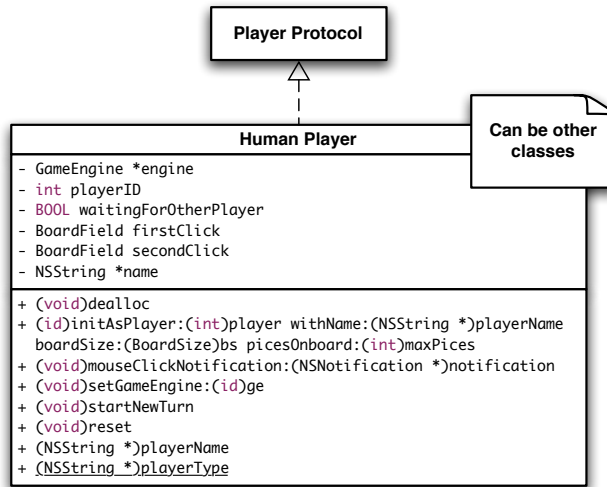 Player Protocol
Can be other
classes
Human Player
- GameEngine *engine
- int playerID
- BOOL waitingForOtherPlayer
- BoardField firstClick
- BoardField secondClick
- NSString *name
+ (void)dealloc
+ (id)initAsPlayer:(int)player withName:(NSString *)playerName
boardSize:(BoardSize)bs picesOnboard:(int)maxPices
+ (void)mouseClickNotification:(NSNotification *)notification
+ (void)setGameEngine:(id)ge
+ (void)startNewTurn
+ (void)reset
+ (NSString *)playerName
+ (NSString *)playerType